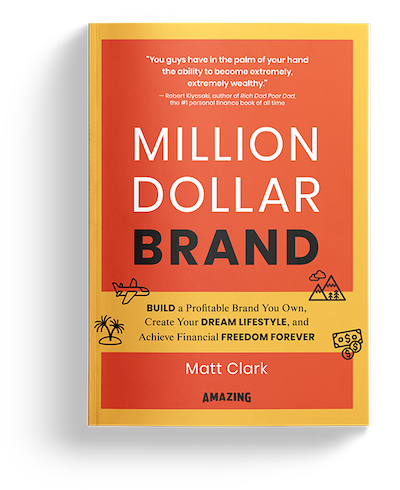 "You guys have in the palm of your hand
the ability to become extremely,
extremely wealthy."
— Robert Kiyosaki, author of Rich Dad Poor Dad,
the #1 personal finance book of all time
MILLION
DOLLAR
BRAND
BUILD a Profitable Brand You Own,
Create Your DREAM LIFESTYLE, and
Achieve Financial FREEDOM FOREVER
Matt Clark
AMAZING